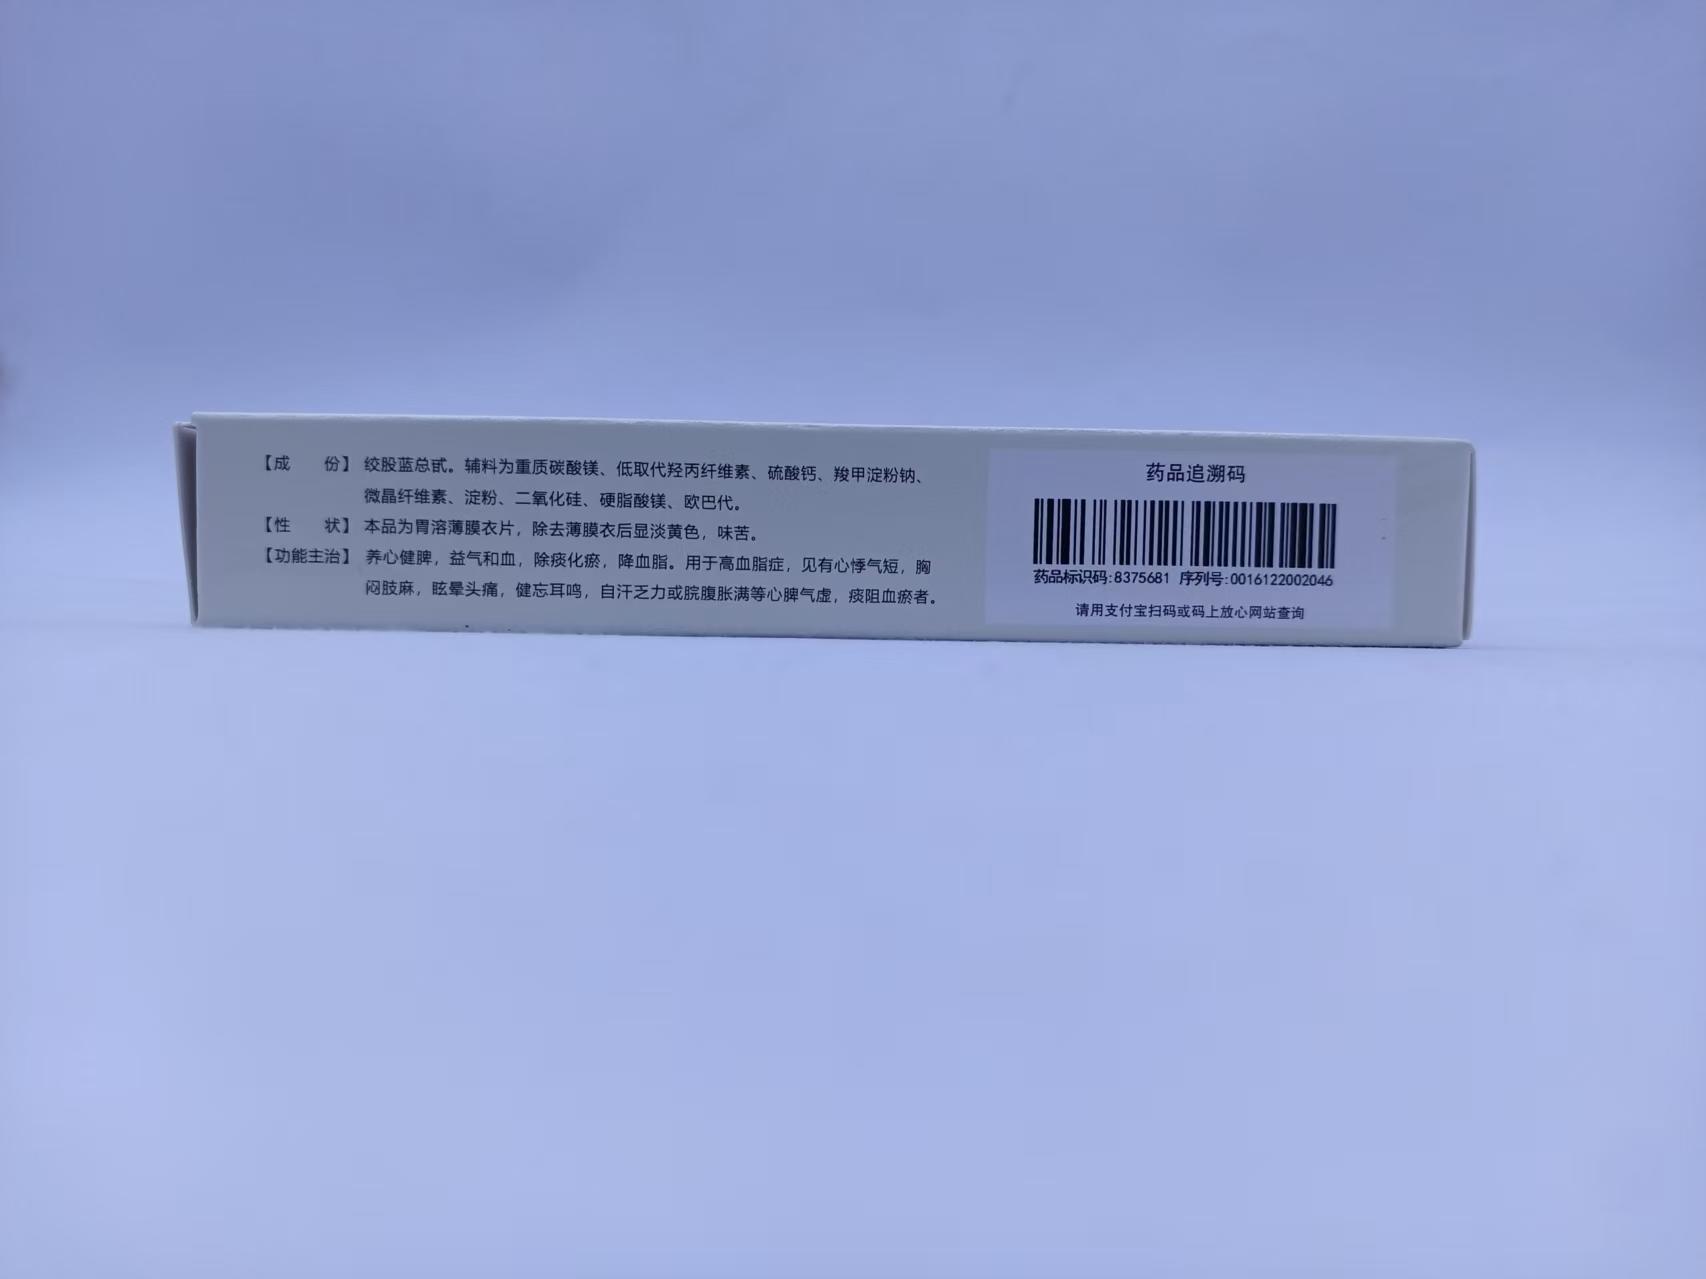 【成　　份】绞股蓝总甙。辅料为重质碳酸镁、低取代羟丙纤维素、硫酸钙、羧甲淀粉钠、
微晶纤维素、淀粉、二氧化硅、硬脂酸镁、欧巴代。
【性　　状】本品为胃溶薄膜衣片，除去薄膜衣后显淡黄色，味苦。
【功能主治】养心健脾，益气和血，除痰化瘀，降血脂。用于高血脂症，见有心悸气短，胸
闷肢麻，眩晕头痛，健忘耳鸣，自汗乏力或脘腹胀满等心脾气虚，痰阻血瘀者。
药品追溯码
药品标识码:8375681 序列号:0016122002046
请用支付宝扫码或码上放心网站查询